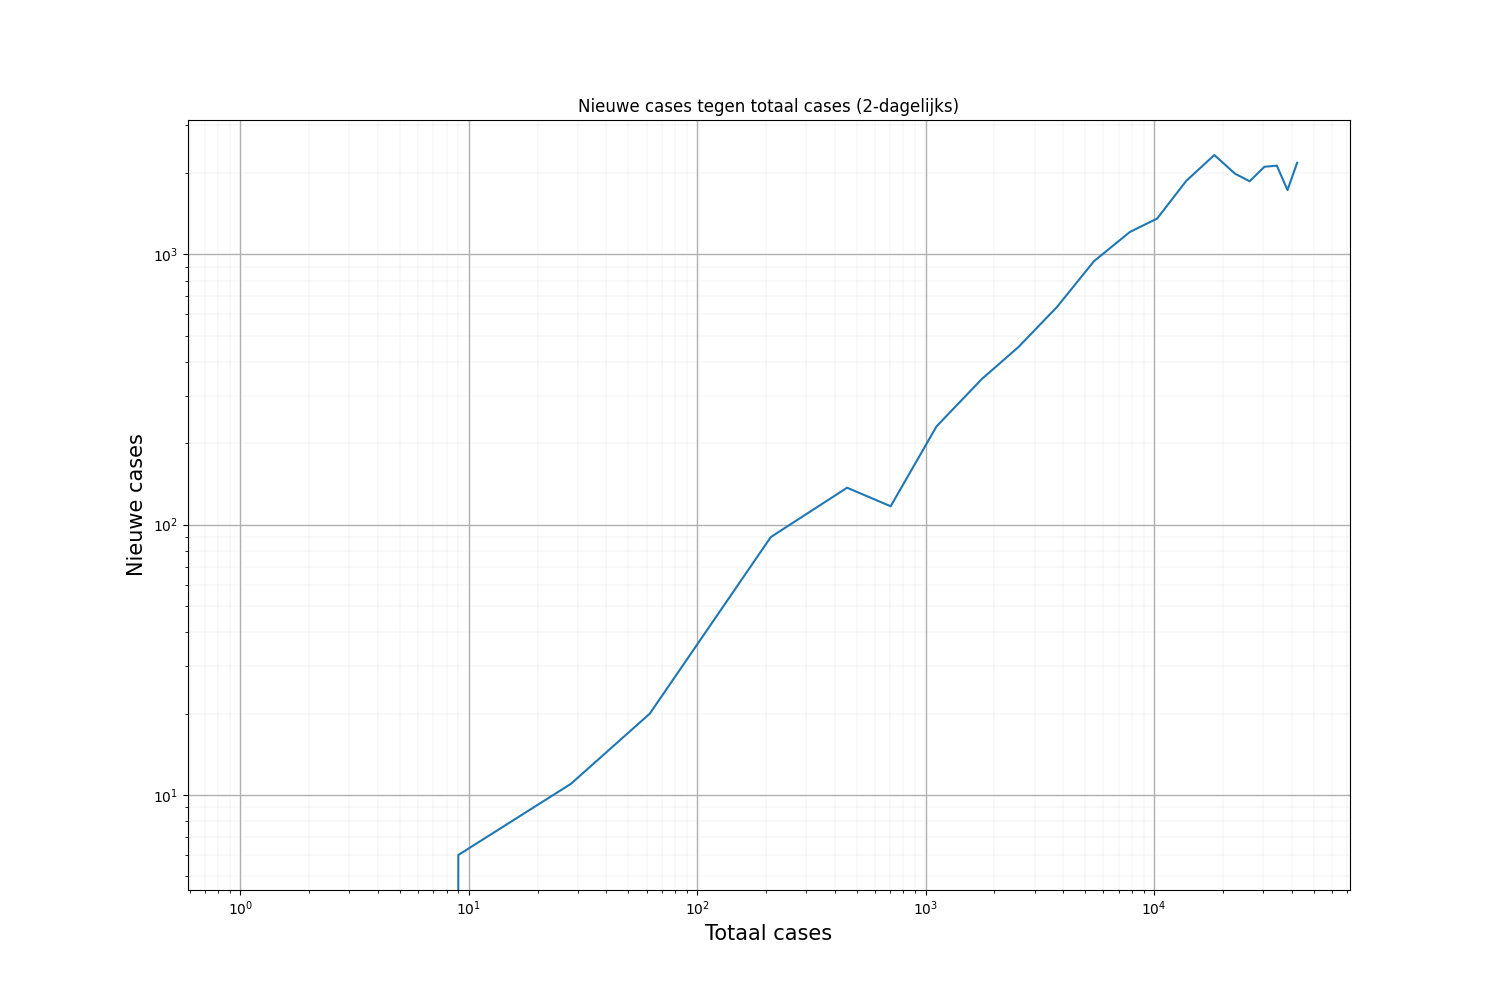 Nieuwe cases tegen totaal cases (2-dagelijks)
Nieuwe cases
10³
10²
10¹
10⁰ 10¹ 10² 10³ 10⁴
Totaal cases